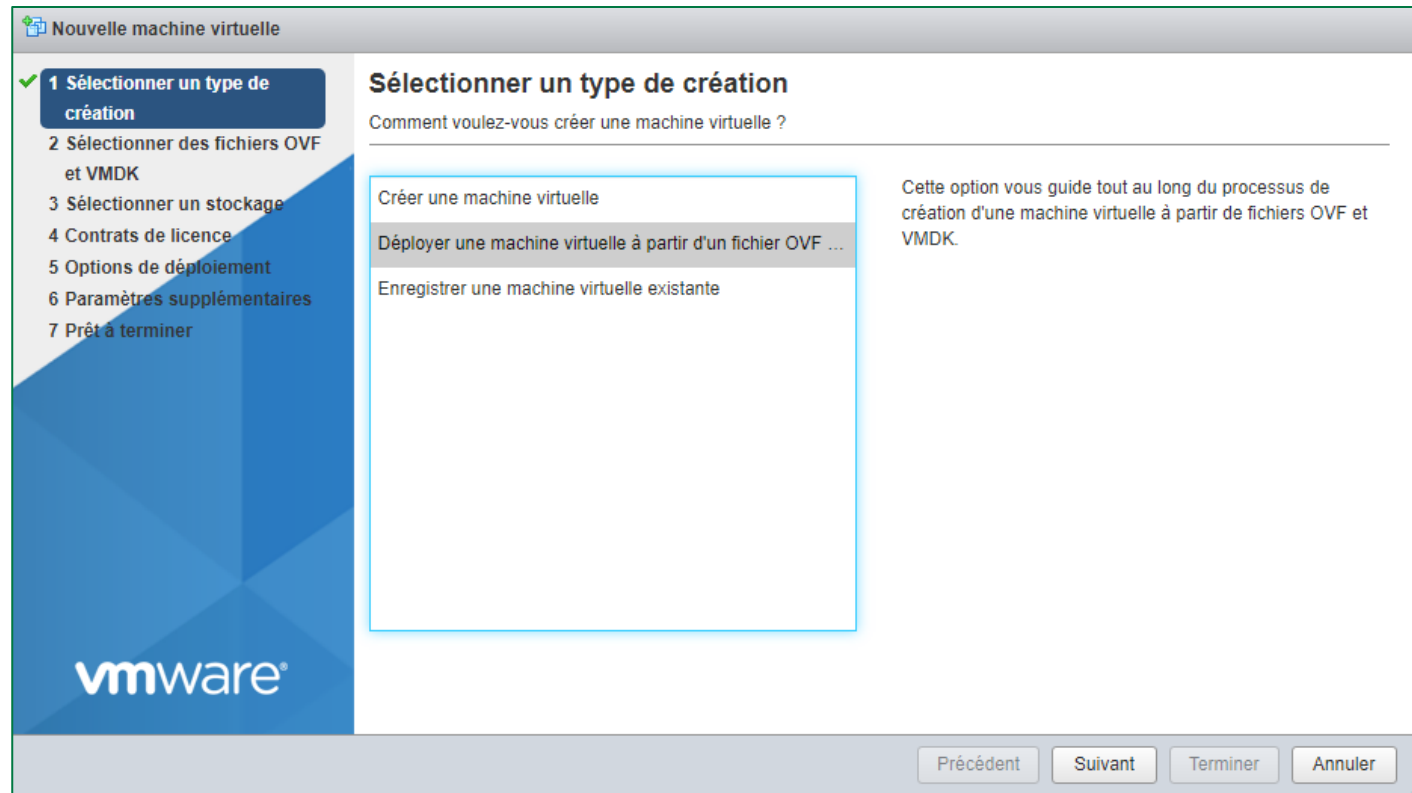 Nouvelle machine virtuelle
1 Sélectionner un type de
création
2 Sélectionner des fichiers OVF
et VMDK
3 Sélectionner un stockage
4 Contrats de licence
5 Options de déploiement
6 Paramètres supplémentaires
7 Prêt à terminer
vmware®
Sélectionner un type de création
Comment voulez-vous créer une machine virtuelle ?
Créer une machine virtuelle
Déployer une machine virtuelle à partir d'un fichier OVF ...
Enregistrer une machine virtuelle existante
Cette option vous guide tout au long du processus de
création d'une machine virtuelle à partir de fichiers OVF et
VMDK.
Précédent
Suivant
Terminer
Annuler